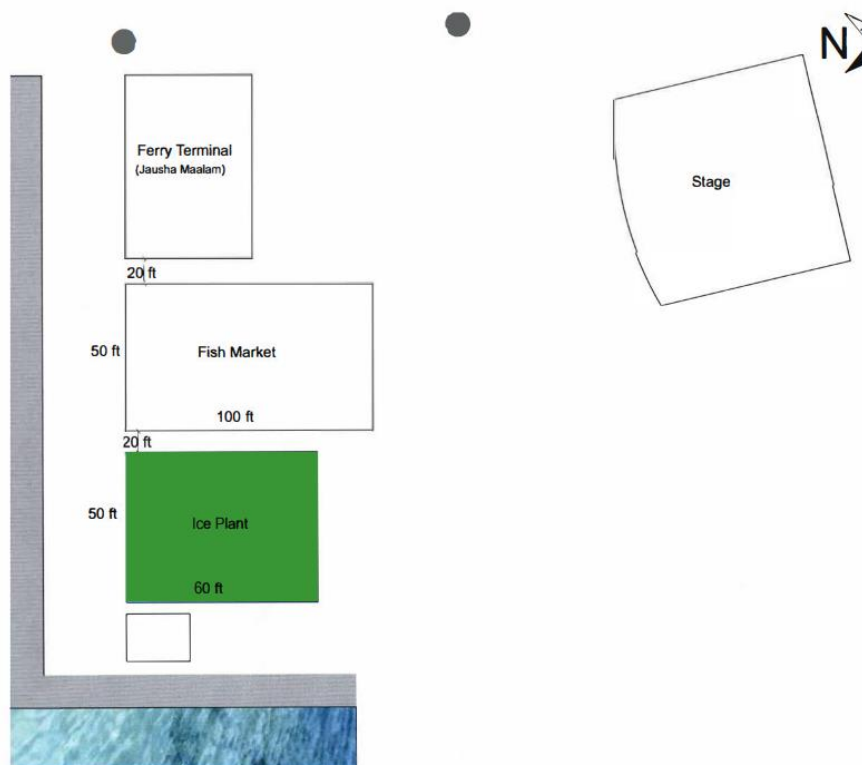 N
Ferry Terminal
(Jausha Maalam)
Stage
20 ft
50 ft
Fish Market
100 ft
20 ft
50 ft
Ice Plant
60 ft